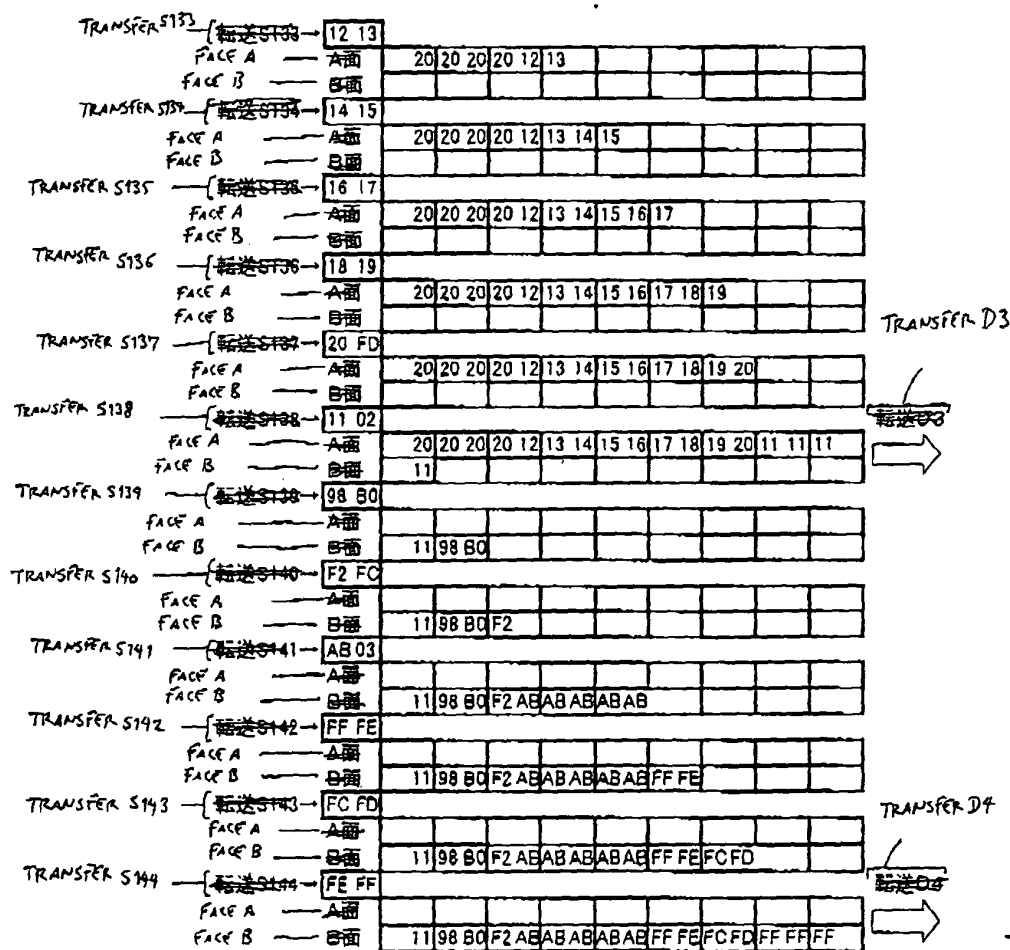 TRANSFER S133 転送S133 12 13
FACE A A面 20 20 20 20 12 13
FACE B B面
TRANSFER S134 転送S134 14 15
FACE A A面 20 20 20 20 12 13 14 15
FACE B B面
TRANSFER S135 転送S135 16 17
FACE A A面 20 20 20 20 12 13 14 15 16 17
FACE B B面
TRANSFER S136 転送S136 18 19
FACE A A面 20 20 20 20 12 13 14 15 16 17 18 19
FACE B B面
TRANSFER D3
TRANSFER S137 転送S137 20 FD
FACE A A面 20 20 20 20 12 13 14 15 16 17 18 19 20
FACE B B面
TRANSFER S138 転送S138 11 02 転送D3
FACE A A面 20 20 20 20 12 13 14 15 16 17 18 19 20 11 11 11
FACE B B面 11
TRANSFER S139 転送S139 98 B0
FACE A A面
FACE B B面 11 98 B0
TRANSFER S140 転送S140 F2 FC
FACE A A面
FACE B B面 11 98 B0 F2
TRANSFER S141 転送S141 AB 03
FACE A A面
FACE B B面 11 98 B0 F2 AB AB AB AB AB
TRANSFER S142 転送S142 FF FE
FACE A A面
FACE B B面 11 98 B0 F2 AB AB AB AB AB FF FE
TRANSFER S143 転送S143 FC FD TRANSFER D4
FACE A A面
FACE B B面 11 98 B0 F2 AB AB AB AB AB FF FE FC FD
TRANSFER S144 転送S144 FE FF 転送D4
FACE A A面
FACE B B面 11 98 B0 F2 AB AB AB AB AB FF FE FC FD FF FF FF